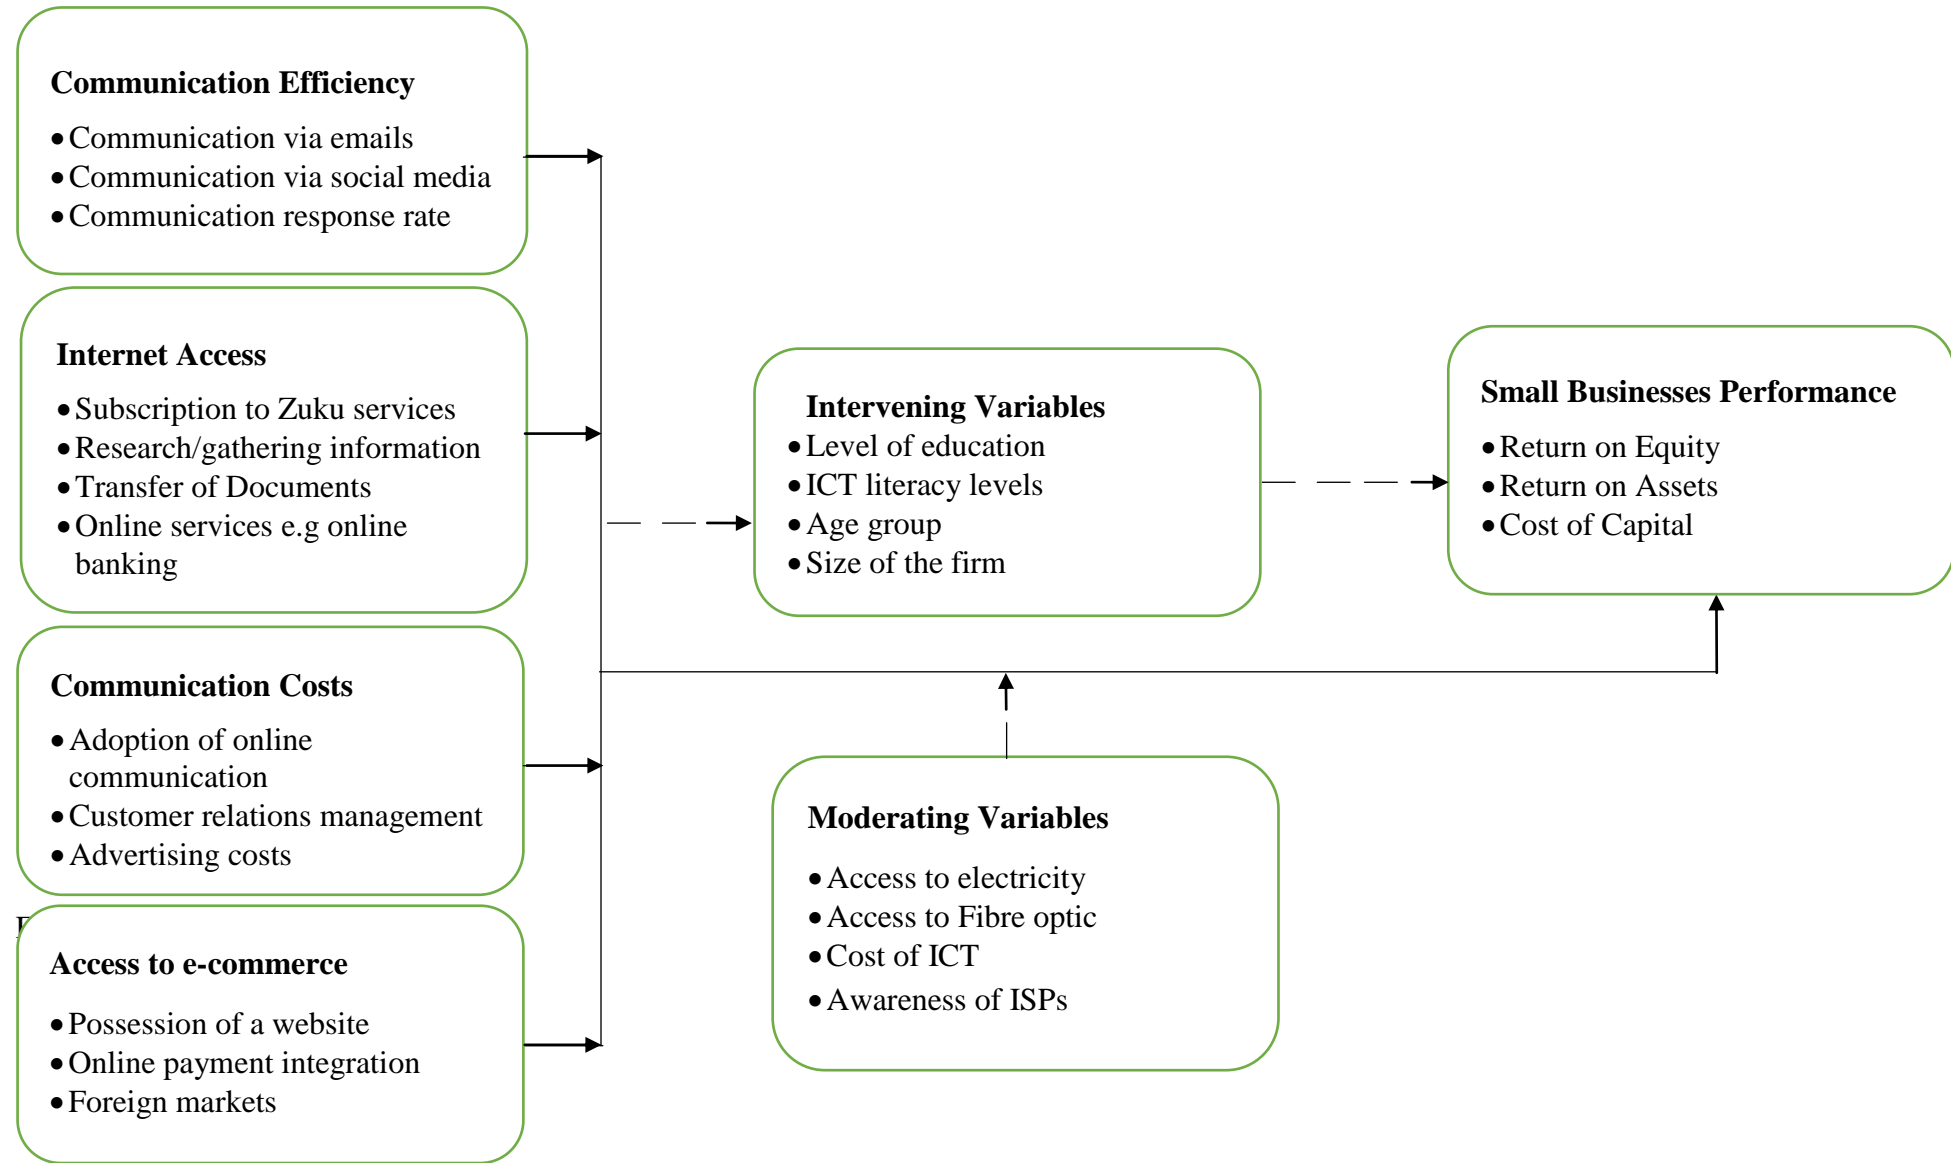 Communication Efficiency
• Communication via emails
• Communication via social media
• Communication response rate
Internet Access
• Subscription to Zuku services
• Research/gathering information
• Transfer of Documents
• Online services e.g online
banking
Communication Costs
• Adoption of online
communication
• Customer relations management
• Advertising costs
Access to e-commerce
• Possession of a website
• Online payment integration
• Foreign markets
Intervening Variables
• Level of education
• ICT literacy levels
• Age group
• Size of the firm
Moderating Variables
• Access to electricity
• Access to Fibre optic
• Cost of ICT
• Awareness of ISPs
Small Businesses Performance
• Return on Equity
• Return on Assets
• Cost of Capital